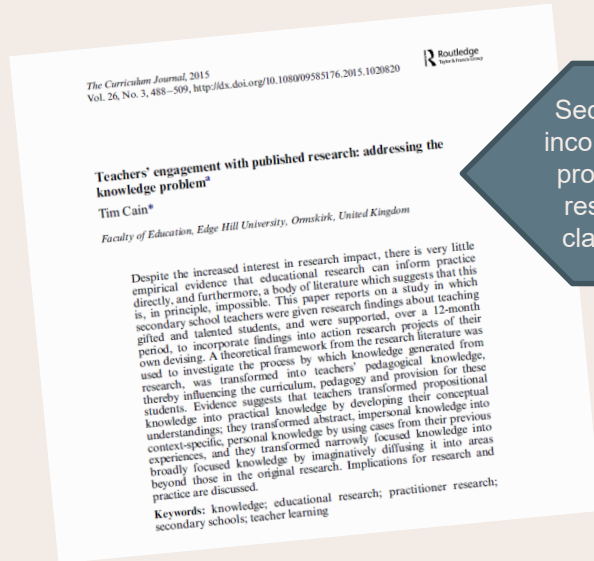 The Curriculum Journal, 2015
Vol. 26, No. 3, 488–509, http://dx.doi.org/10.1080/09585176.2015.1020820
Routledge
Taylor & Francis Group
Teachers' engagement with published research: addressing the
knowledge problemª
Tim Cain*
Faculty of Education, Edge Hill University, Ormskirk, United Kingdom
Despite the increased interest in research impact, there is very little
empirical evidence that educational research can inform practice
directly, and furthermore, a body of literature which suggests that this
is, in principle, impossible. This paper reports on a study in which
secondary school teachers were given research findings about teaching
gifted and talented students, and were supported, over a 12-month
period, to incorporate findings into action research projects of their
own devising. A theoretical framework from the research literature was
used to investigate the process by which knowledge generated from
research, was transformed into teachers' pedagogical knowledge,
thereby influencing the curriculum, pedagogy and provision for these
students. Evidence suggests that teachers transformed propositional
knowledge into practical knowledge by developing their conceptual
understandings; they transformed abstract, impersonal knowledge into
context-specific, personal knowledge by using cases from their previous
experiences, and they transformed narrowly focused knowledge into
broadly focused knowledge by imaginatively diffusing it into areas
beyond those in the original research. Implications for research and
practice are discussed.
Keywords: knowledge; educational research; practitioner research;
secondary schools; teacher learning
Sec
inco
pro
res
cla